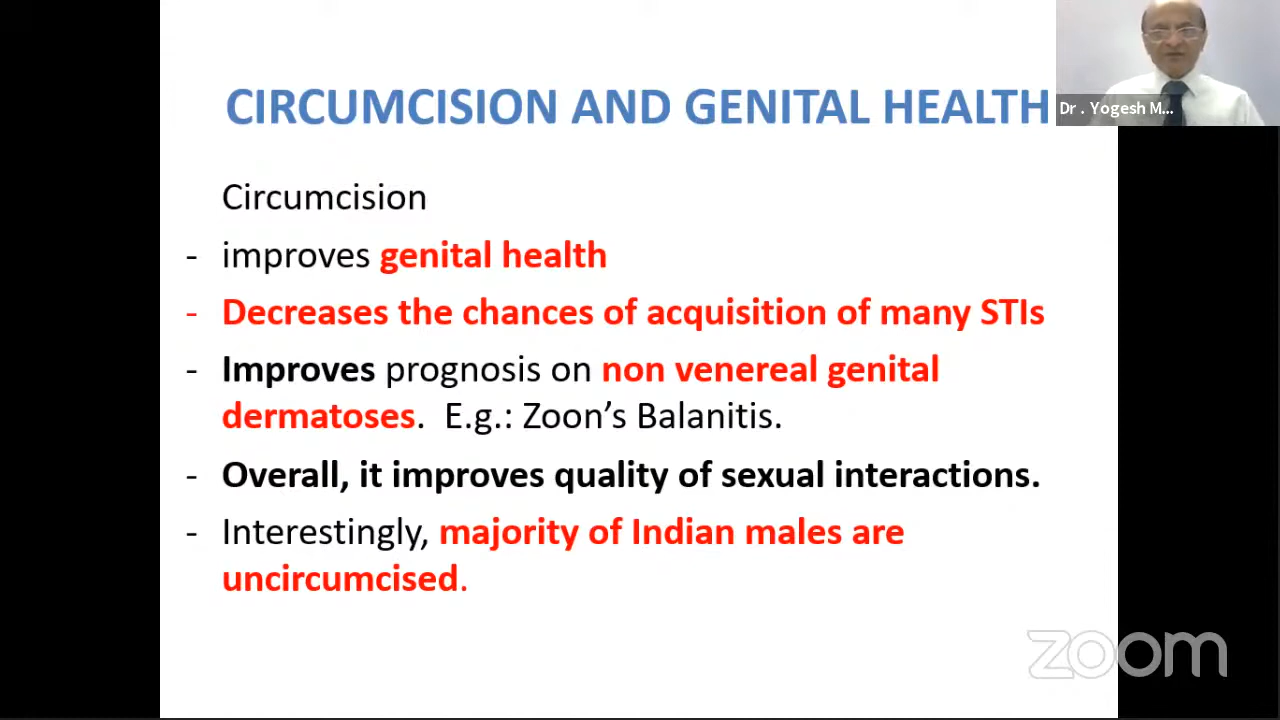 CIRCUMCISION AND GENITAL HEALTH
Dr . Yogesh M...
Circumcision
- improves genital health
- Decreases the chances of acquisition of many STIs
- Improves prognosis on non venereal genital
dermatoses. E.g.: Zoon’s Balanitis.
- Overall, it improves quality of sexual interactions.
- Interestingly, majority of Indian males are
uncircumcised.
zoom